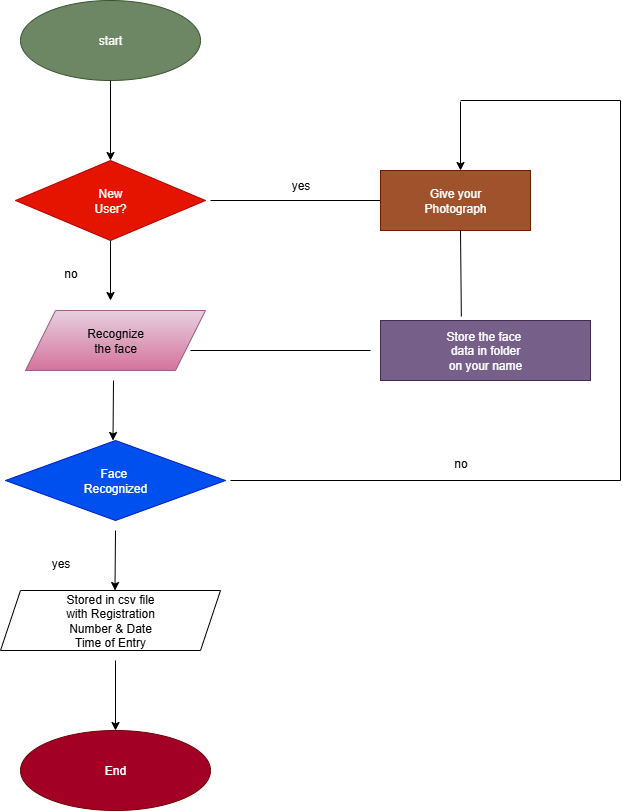 start
New
User?
yes
Give your
Photograph
no
Recognize
the face
Store the face
data in folder
on your name
Face
Recognized
no
yes
Stored in csv file
with Registration
Number & Date
Time of Entry
End